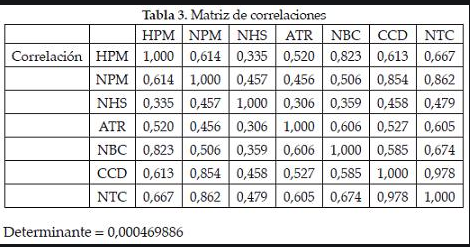 Tabla 3. Matriz de correlaciones
HPM NPM NHS ATR NBC CCD NTC
Correlación HPM 1,000 0,614 0,335 0,520 0,823 0,613 0,667
NPM 0,614 1,000 0,457 0,456 0,506 0,854 0,862
NHS 0,335 0,457 1,000 0,306 0,359 0,458 0,479
ATR 0,520 0,456 0,306 1,000 0,606 0,527 0,605
NBC 0,823 0,506 0,359 0,606 1,000 0,585 0,674
CCD 0,613 0,854 0,458 0,527 0,585 1,000 0,978
NTC 0,667 0,862 0,479 0,605 0,674 0,978 1,000
Determinante = 0,000469886